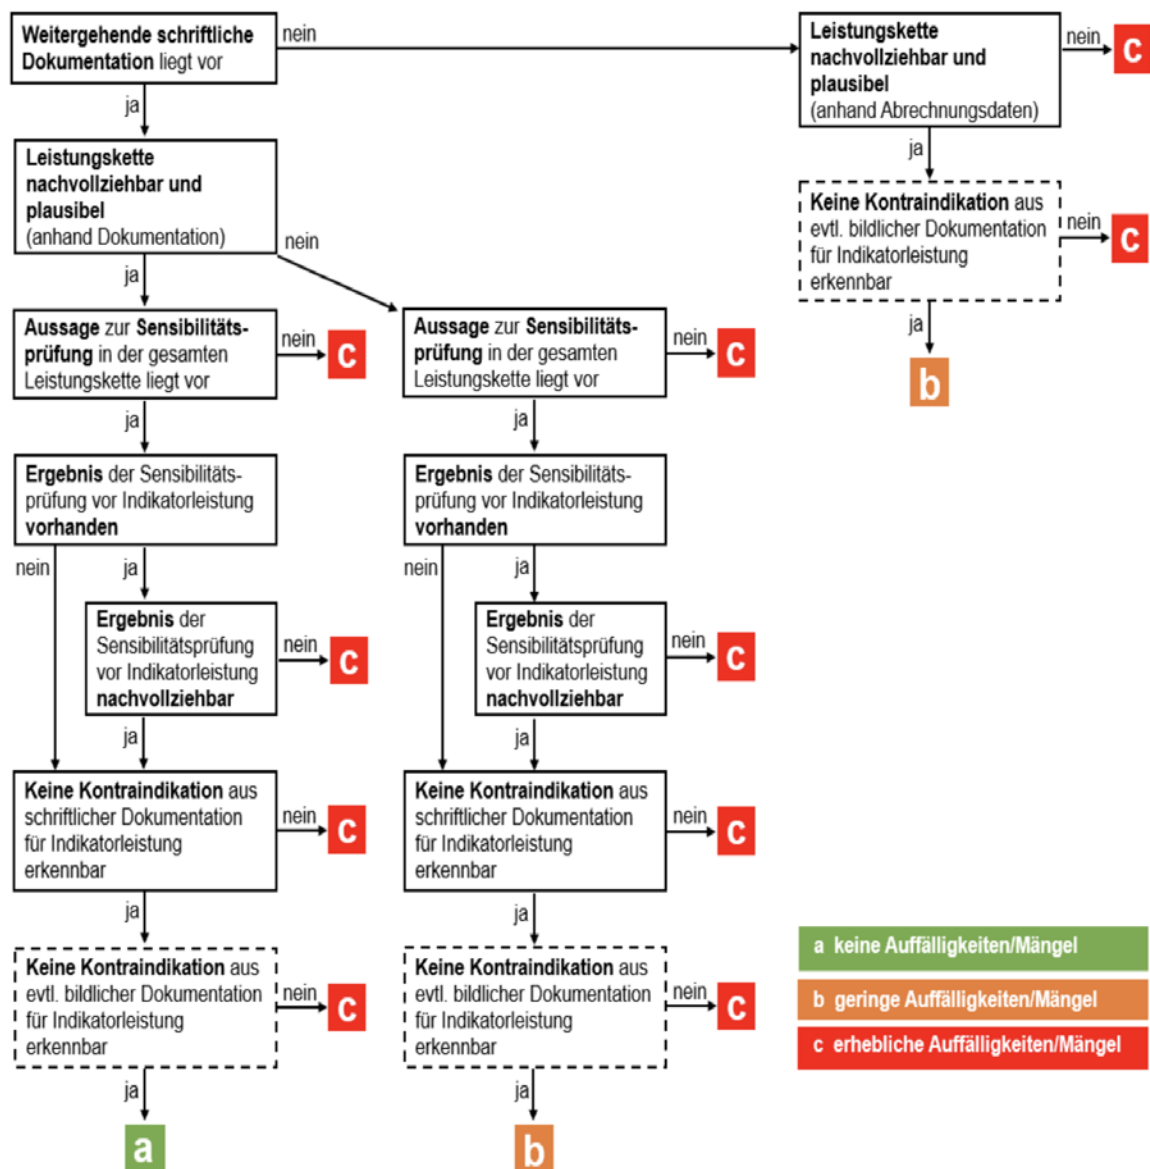 Weitergehende schriftliche
Dokumentation liegt vor
nein
Leistungskette
nachvollziehbar und
plausibel
(anhand Abrechnungsdaten)
nein
c
ja
ja
Leistungskette
nachvollziehbar und
plausibel
(anhand Dokumentation)
nein
Keine Kontraindikation aus
evtl. bildlicher Dokumentation
für Indikatorleistung
erkennbar
nein
c
ja
ja
b
Aussage zur Sensibilitäts-
prüfung in der gesamten
Leistungskette liegt vor
nein
c
Aussage zur Sensibilitäts-
prüfung in der gesamten
Leistungskette liegt vor
nein
c
ja
ja
Ergebnis der Sensibilitäts-
prüfung vor Indikatorleistung
vorhanden
Ergebnis der Sensibilitäts-
prüfung vor Indikatorleistung
vorhanden
nein
ja
nein
ja
Ergebnis der
Sensibilitätsprüfung
vor Indikatorleistung
nachvollziehbar
nein
c
Ergebnis der
Sensibilitätsprüfung
vor Indikatorleistung
nachvollziehbar
nein
c
ja
ja
Keine Kontraindikation aus
schriftlicher Dokumentation
für Indikatorleistung
erkennbar
nein
c
Keine Kontraindikation aus
schriftlicher Dokumentation
für Indikatorleistung
erkennbar
nein
c
ja
ja
Keine Kontraindikation aus
evtl. bildlicher Dokumentation
für Indikatorleistung
erkennbar
nein
c
Keine Kontraindikation aus
evtl. bildlicher Dokumentation
für Indikatorleistung
erkennbar
nein
c
ja
ja
a
b
a keine Auffälligkeiten/Mängel
b geringe Auffälligkeiten/Mängel
c erhebliche Auffälligkeiten/Mängel